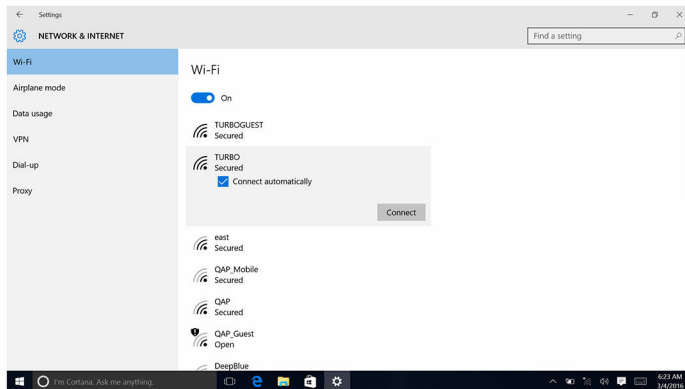 Settings
NETWORK & INTERNET
Find a setting
Wi-Fi
Airplane mode
Data usage
VPN
Dial-up
Proxy
Wi-Fi
On
TURBOGUEST
Secured
TURBO
Secured
Connect automatically
Connect
east
Secured
QAP_Mobile
Secured
QAP
Secured
QAP_Guest
Open
DeepBlue
I'm Cortana. Ask me anything.
6:23 AM
3/4/2016